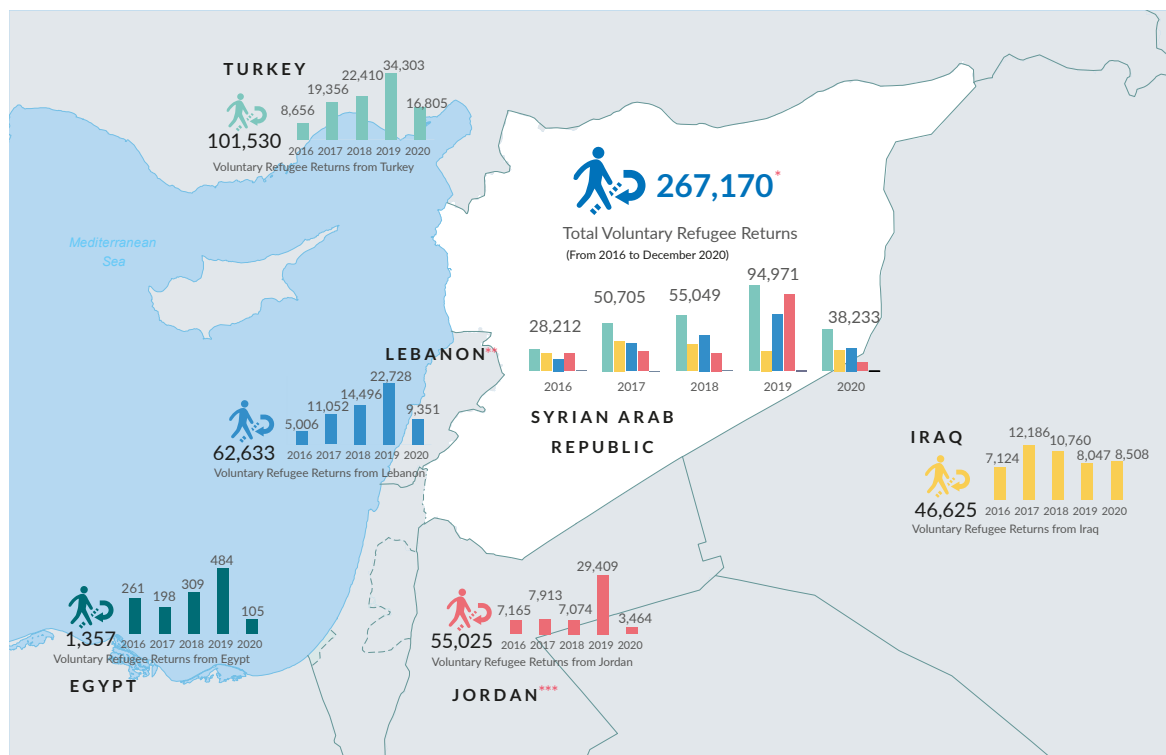 TURKEY
34,303
22,410
19,356
16,805
8,656
101,530
2016 2017 2018 2019 2020
Voluntary Refugee Returns from Turkey
Mediterranean
Sea
267,170*
Total Voluntary Refugee Returns
(From 2016 to December 2020)
94,971
55,049
50,705
38,233
28,212
2016 2017 2018 2019 2020
SYRIAN ARAB
REPUBLIC
LEBANON**
22,728
14,496
11,052
9,351
5,006
62,633
2016 2017 2018 2019 2020
Voluntary Refugee Returns from Lebanon
IRAQ
12,186
10,760
7,124
8,047
8,508
46,625
2016 2017 2018 2019 2020
Voluntary Refugee Returns from Iraq
484
309
261
198
105
1,357
2016 2017 2018 2019 2020
Voluntary Refugee Returns from Egypt
EGYPT
29,409
7,913
7,165
7,074
3,464
55,025
2016 2017 2018 2019 2020
Voluntary Refugee Returns from Jordan
JORDAN***